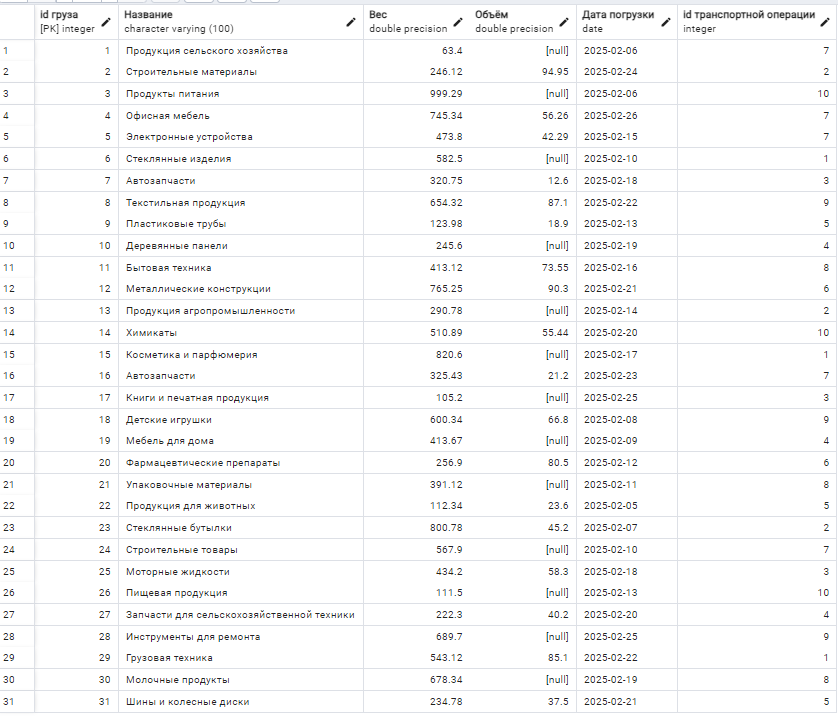 id груза Название Вес Объём Дата погрузки id транспортной операции
[PK] integer character varying (100) double precision double precision date integer
1 1 Продукция сельского хозяйства 63.4 [null] 2025-02-06 7
2 2 Строительные материалы 246.12 94.95 2025-02-24 2
3 3 Продукты питания 999.29 [null] 2025-02-06 10
4 4 Офисная мебель 745.34 56.26 2025-02-26 7
5 5 Электронные устройства 473.8 42.29 2025-02-15 7
6 6 Стеклянные изделия 582.5 [null] 2025-02-10 1
7 7 Автозапчасти 320.75 12.6 2025-02-18 3
8 8 Текстильная продукция 654.32 87.1 2025-02-22 9
9 9 Пластиковые трубы 123.98 18.9 2025-02-13 5
10 10 Деревянные панели 245.6 [null] 2025-02-19 4
11 11 Бытовая техника 413.12 73.55 2025-02-16 8
12 12 Металлические конструкции 765.25 90.3 2025-02-21 6
13 13 Продукция агропромышленности 290.78 [null] 2025-02-14 2
14 14 Химикаты 510.89 55.44 2025-02-20 10
15 15 Косметика и парфюмерия 820.6 [null] 2025-02-17 1
16 16 Автозапчасти 325.43 21.2 2025-02-23 7
17 17 Книги и печатная продукция 105.2 [null] 2025-02-25 3
18 18 Детские игрушки 600.34 66.8 2025-02-08 9
19 19 Мебель для дома 413.67 [null] 2025-02-09 4
20 20 Фармацевтические препараты 256.9 80.5 2025-02-12 6
21 21 Упаковочные материалы 391.12 [null] 2025-02-11 8
22 22 Продукция для животных 112.34 23.6 2025-02-05 5
23 23 Стеклянные бутылки 800.78 45.2 2025-02-07 2
24 24 Строительные товары 567.9 [null] 2025-02-10 7
25 25 Моторные жидкости 434.2 58.3 2025-02-18 3
26 26 Пищевая продукция 111.5 [null] 2025-02-13 10
27 27 Запчасти для сельскохозяйственной техники 222.3 40.2 2025-02-20 4
28 28 Инструменты для ремонта 689.7 [null] 2025-02-25 9
29 29 Грузовая техника 543.12 85.1 2025-02-22 1
30 30 Молочные продукты 678.34 [null] 2025-02-19 8
31 31 Шины и колесные диски 234.78 37.5 2025-02-21 5